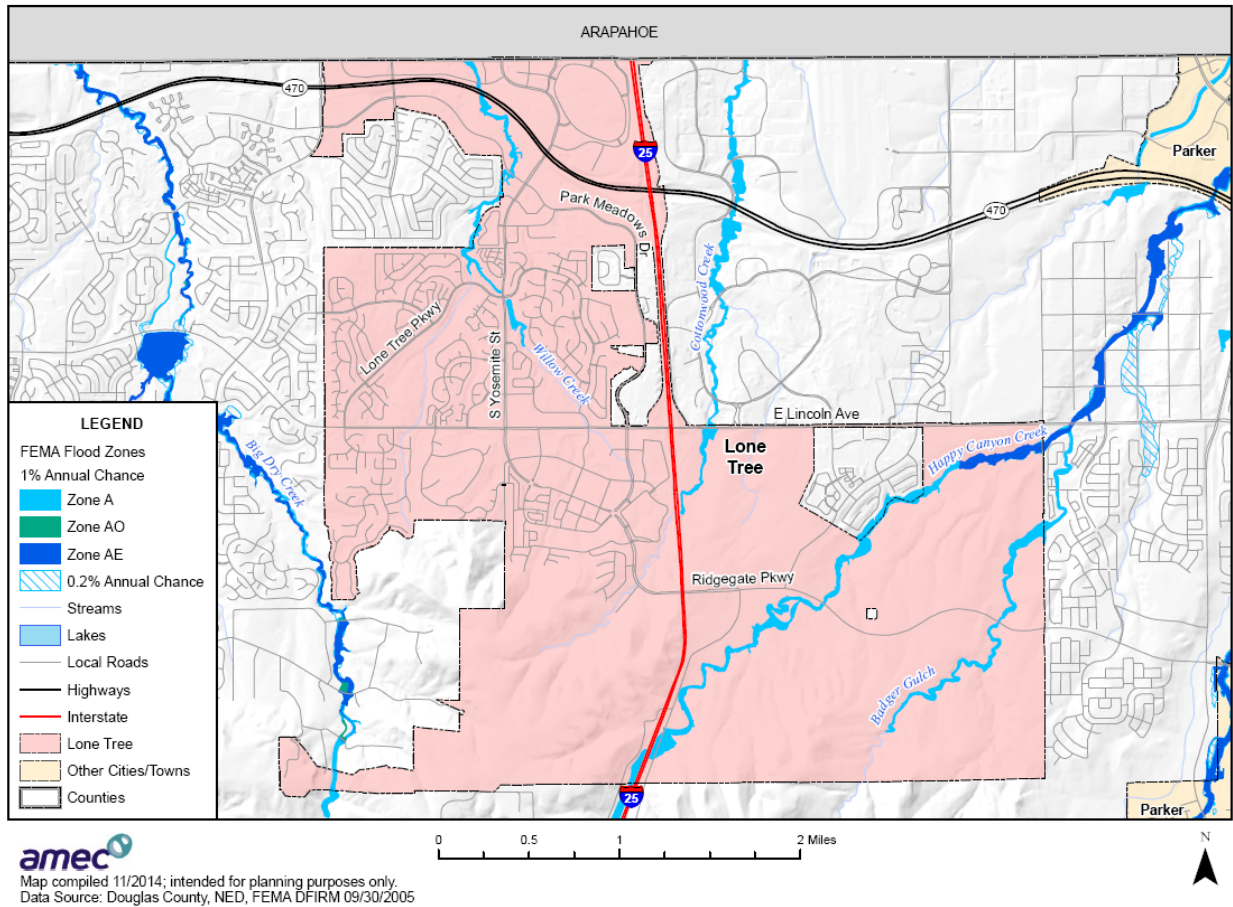 ARAPAHOE
470
25
Parker
Park Meadows Dr
470
Cottonwood Creek
Lone Tree Pkwy
S Yosemite St
Willow Creek
E Lincoln Ave
Lone
Tree
Happy Canyon Creek
Big Dry Creek
Ridgegate Pkwy
Badger Gulch
25
Parker
LEGEND
FEMA Flood Zones
1% Annual Chance
Zone A
Zone AO
Zone AE
0.2% Annual Chance
Streams
Lakes
Local Roads
Highways
Interstate
Lone Tree
Other Cities/Towns
Counties
amec
0 0.5 1 2 Miles
N
Map compiled 11/2014; intended for planning purposes only.
Data Source: Douglas County, NED, FEMA DFIRM 09/30/2005